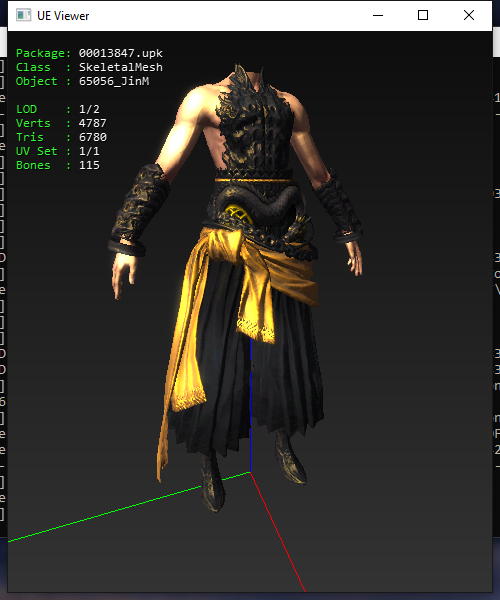 UE Viewer
Package: 00013847.upk
Class : SkeletalMesh
Object : 65056_JinM
LOD : 1/2
Verts : 4787
Tris : 6780
UV Set : 1/1
Bones : 115